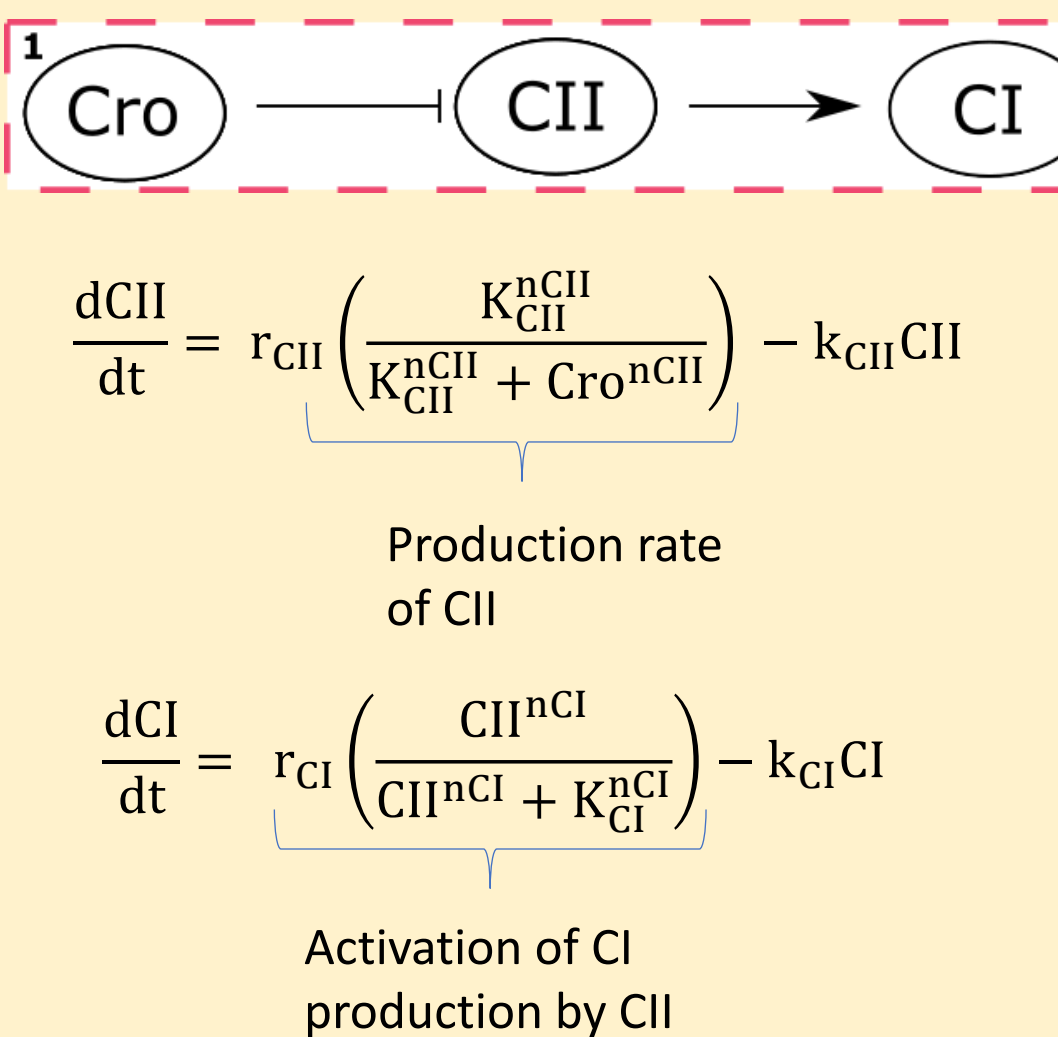 1
Cro CII CI
dCII/dt = r_CII (K_CII^nCII / (K_CII^nCII + Cro^nCII)) − k_CII CII
Production rate
of CII
dCI/dt = r_CI (CII^nCI / (CII^nCI + K_CI^nCI)) − k_CI CI
Activation of CI
production by CII